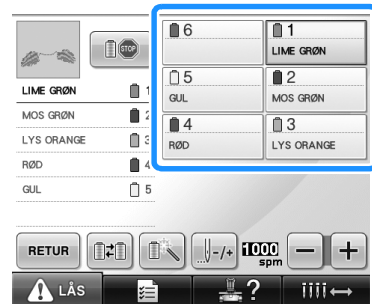 STOP
LIME GRØN 1
MOS GRØN 2
LYS ORANGE 3
RØD 4
GUL 5
6
1
LIME GRØN
5
GUL
2
MOS GRØN
4
RØD
3
LYS ORANGE
RETUR
-/+
1000
spm
−
+
LÅS
?